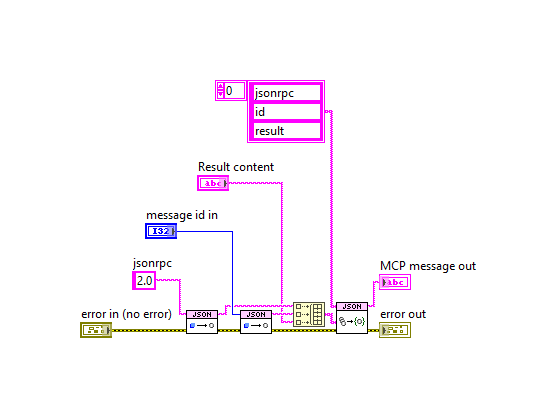 0
jsonrpc
id
result
Result content
abc
message id in
I32
jsonrpc
2.0
MCP message out
abc
error in (no error)
JSON
JSON
JSON
error out